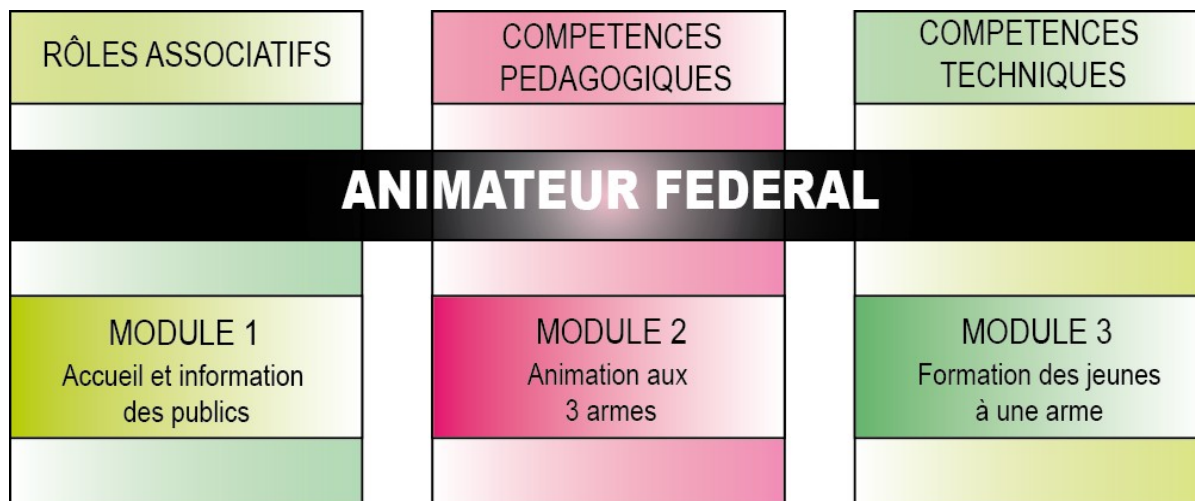 RÔLES ASSOCIATIFS
COMPETENCES
PEDAGOGIQUES
COMPETENCES
TECHNIQUES
ANIMATEUR FEDERAL
MODULE 1
Accueil et information
des publics
MODULE 2
Animation aux
3 armes
MODULE 3
Formation des jeunes
à une arme